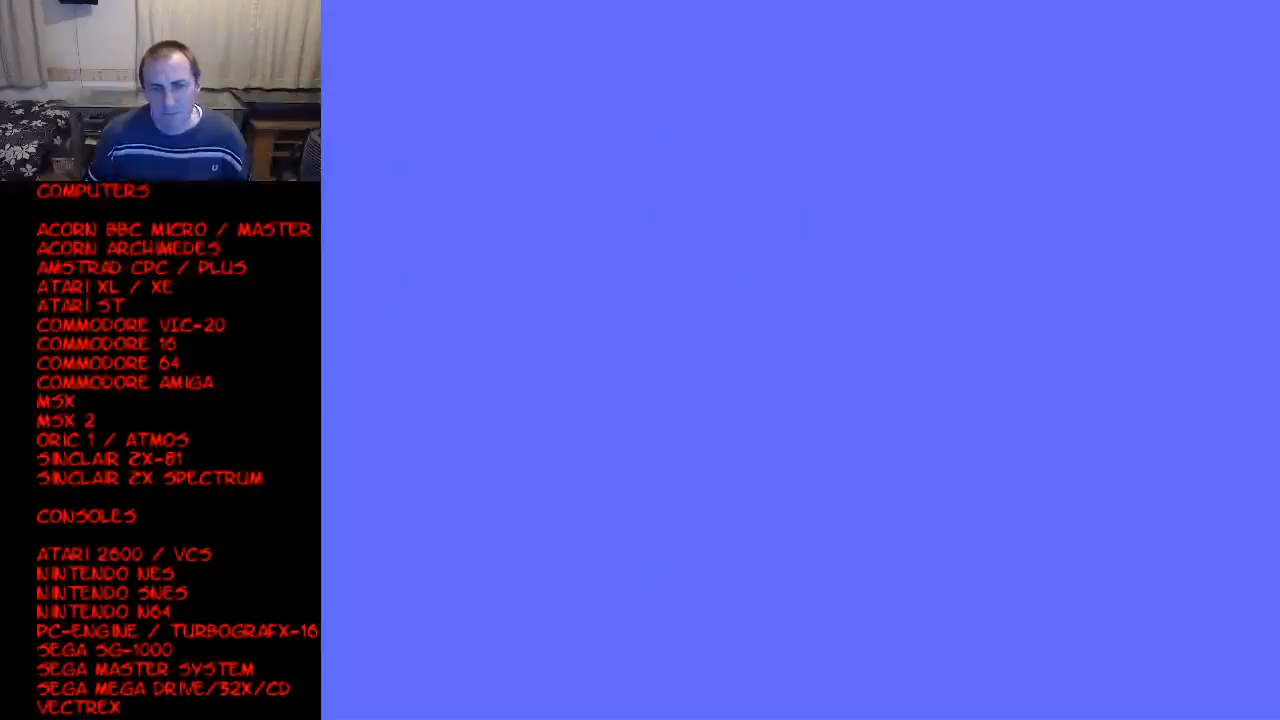 COMPUTERS
ACORN BBC MICRO / MASTER
ACORN ARCHIMEDES
AMSTRAD CPC / PLUS
ATARI XL / XE
ATARI ST
COMMODORE VIC-20
COMMODORE 16
COMMODORE 64
COMMODORE AMIGA
MSX
MSX 2
ORIC 1 / ATMOS
SINCLAIR ZX-81
SINCLAIR ZX SPECTRUM
CONSOLES
ATARI 2600 / VCS
NINTENDO NES
NINTENDO SNES
NINTENDO N64
PC-ENGINE / TURBOGRAFX-16
SEGA SG-1000
SEGA MASTER SYSTEM
SEGA MEGA DRIVE/32X/CD
VECTREX